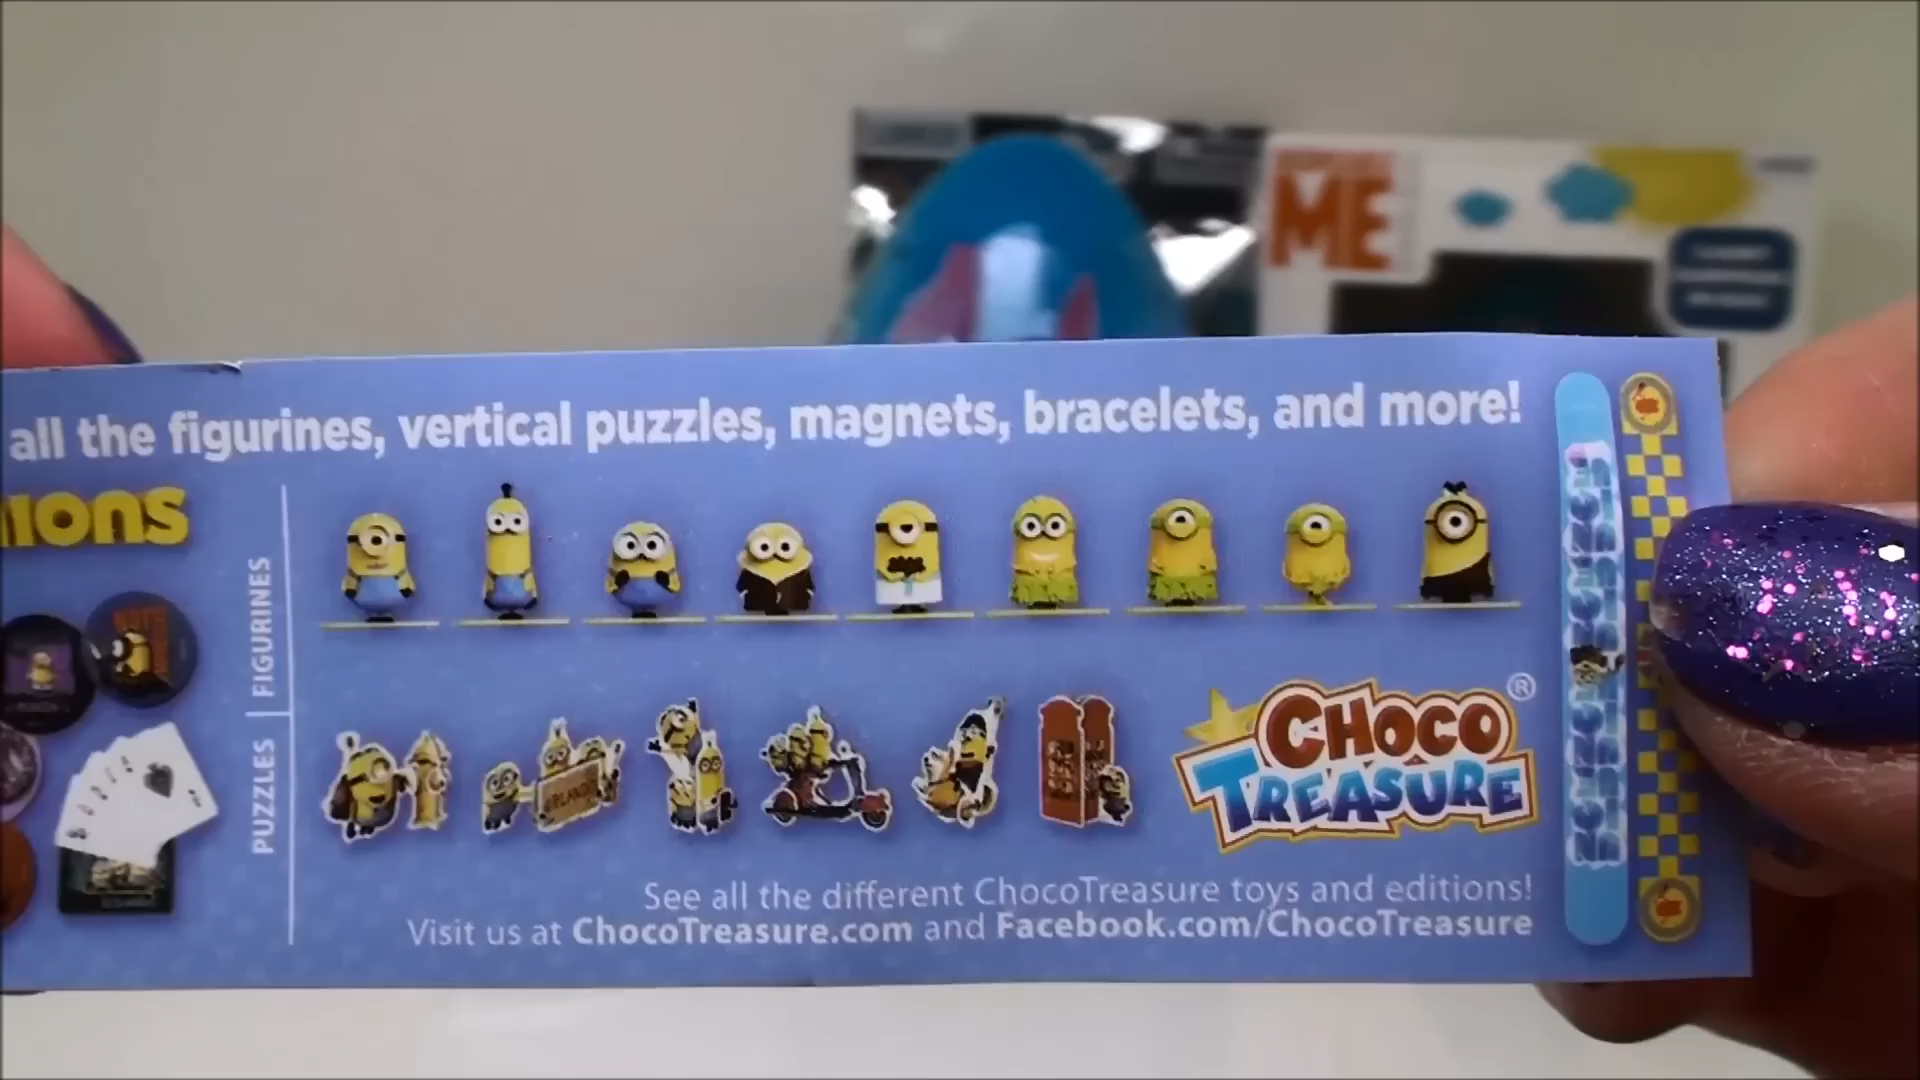 ME
all the figurines, vertical puzzles, magnets, bracelets, and more!
FIGURINES
PUZZLES
CHOCO
TREASURE®
See all the different ChocoTreasure toys and editions!
Visit us at ChocoTreasure.com and Facebook.com/ChocoTreasure